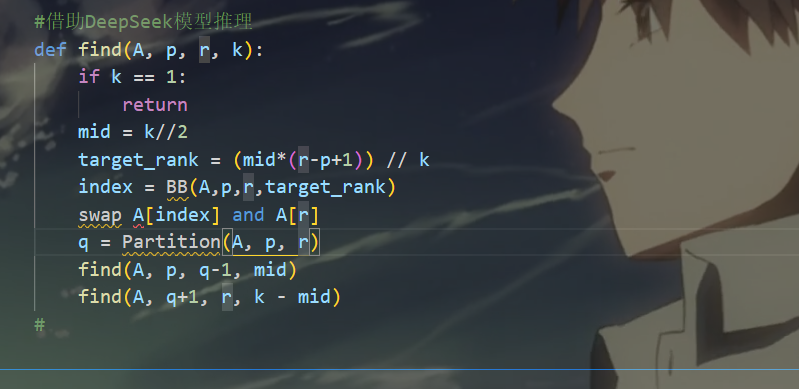 #借助DeepSeek模型推理
def find(A, p, r, k):
    if k == 1:
        return
    mid = k//2
    target_rank = (mid*(r-p+1)) // k
    index = BB(A,p,r,target_rank)
    swap A[index] and A[r]
    q = Partition(A, p, r)
    find(A, p, q-1, mid)
    find(A, q+1, r, k - mid)
#